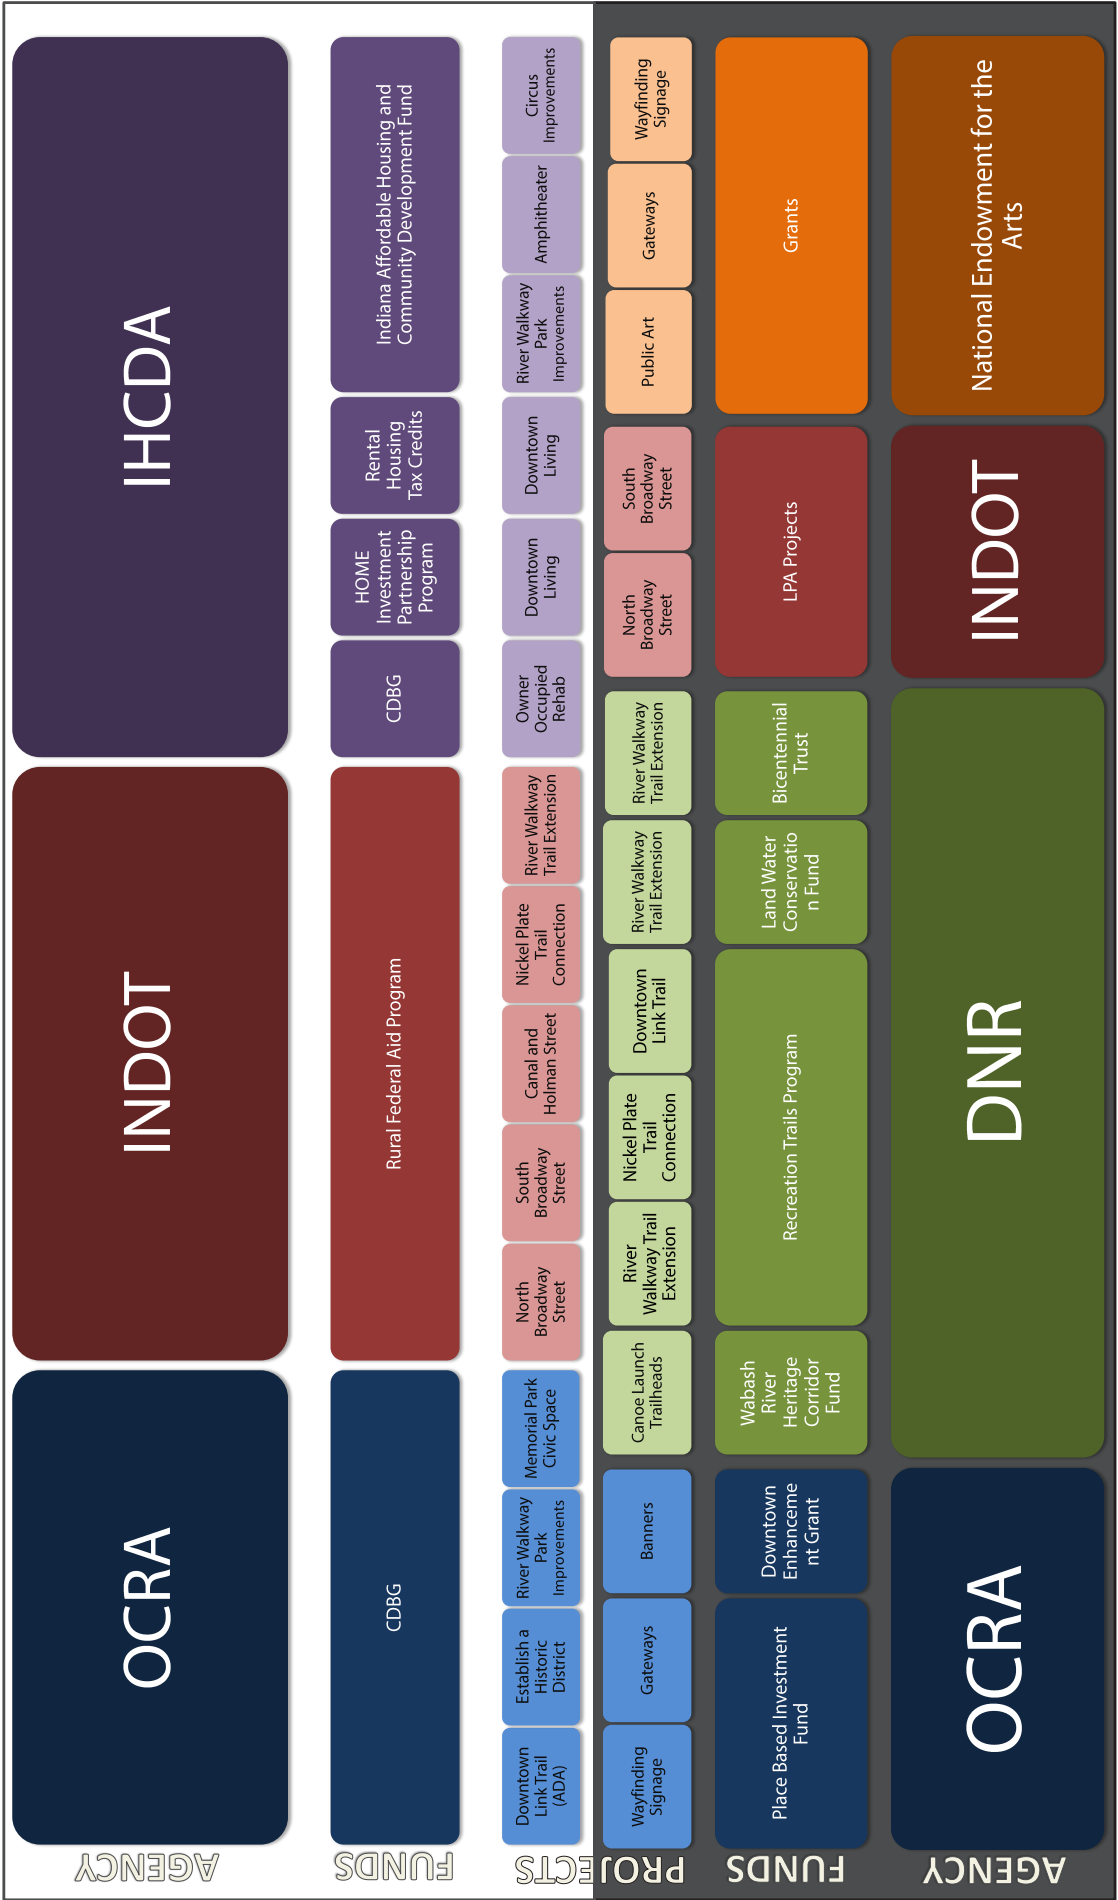 AGENCY
OCRA
INDOT
IHCDA
FUNDS
CDBG
Rural Federal Aid Program
CDBG
HOME
Investment
Partnership
Program
Rental
Housing
Tax Credits
Indiana Affordable Housing and
Community Development Fund
PROJECTS
Downtown
Link Trail
(ADA)
Establish a
Historic
District
River Walkway
Park
Improvements
Memorial Park
Civic Space
North
Broadway
Street
South
Broadway
Street
Canal and
Holman Street
Nickel Plate
Trail
Connection
River Walkway
Trail Extension
Owner
Occupied
Rehab
Downtown
Living
Downtown
Living
River Walkway
Park
Improvements
Amphitheater
Circus
Improvements
Wayfinding
Signage
Gateways
Banners
Canoe Launch
Trailheads
River
Walkway Trail
Extension
Nickel Plate
Trail
Connection
Downtown
Link Trail
River Walkway
Trail Extension
River Walkway
Trail Extension
North
Broadway
Street
South
Broadway
Street
Public Art
Gateways
Wayfinding
Signage
FUNDS
Place Based Investment
Fund
Downtown
Enhanceme
nt Grant
Wabash
River
Heritage
Corridor
Fund
Recreation Trails Program
Land Water
Conservatio
n Fund
Bicentennial
Trust
LPA Projects
Grants
AGENCY
OCRA
DNR
INDOT
National Endowment for the
Arts